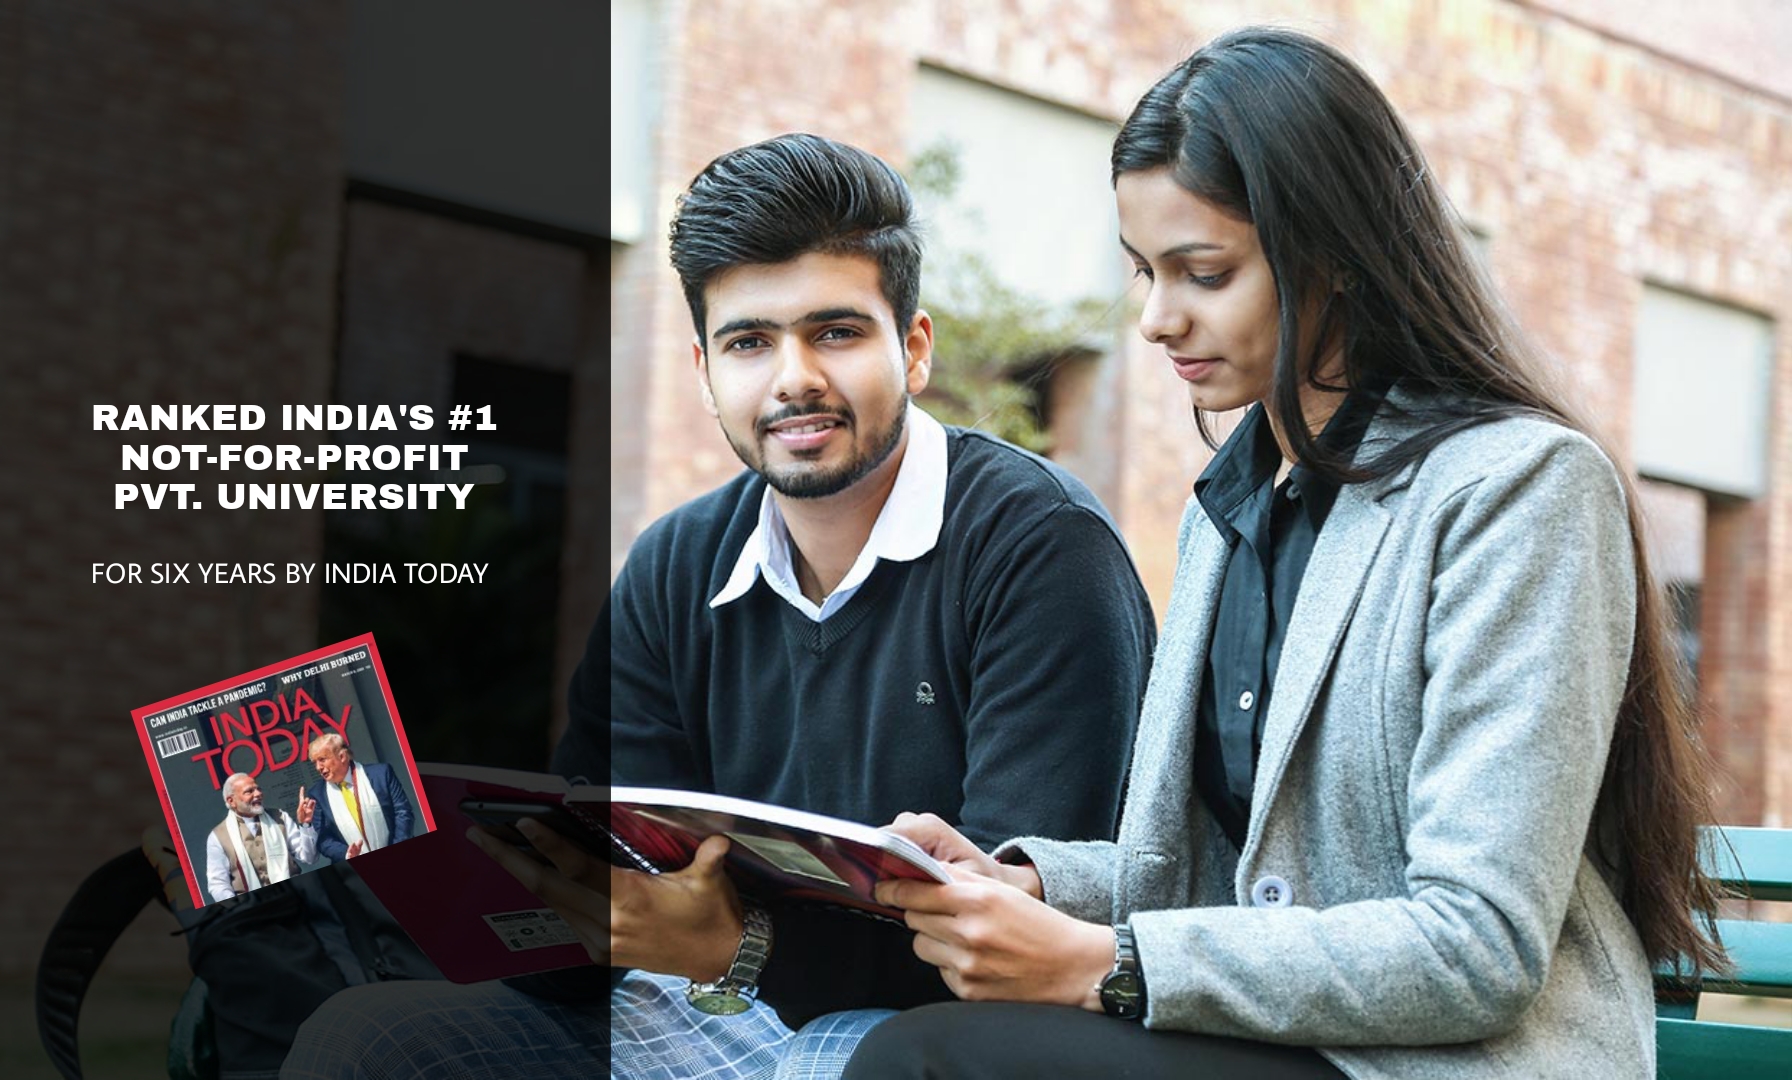 RANKED INDIA'S #1
NOT-FOR-PROFIT
PVT. UNIVERSITY
FOR SIX YEARS BY INDIA TODAY
CAN INDIA TACKLE A PANDEMIC? WHY DELHI BURNED
INDIA
TODAY